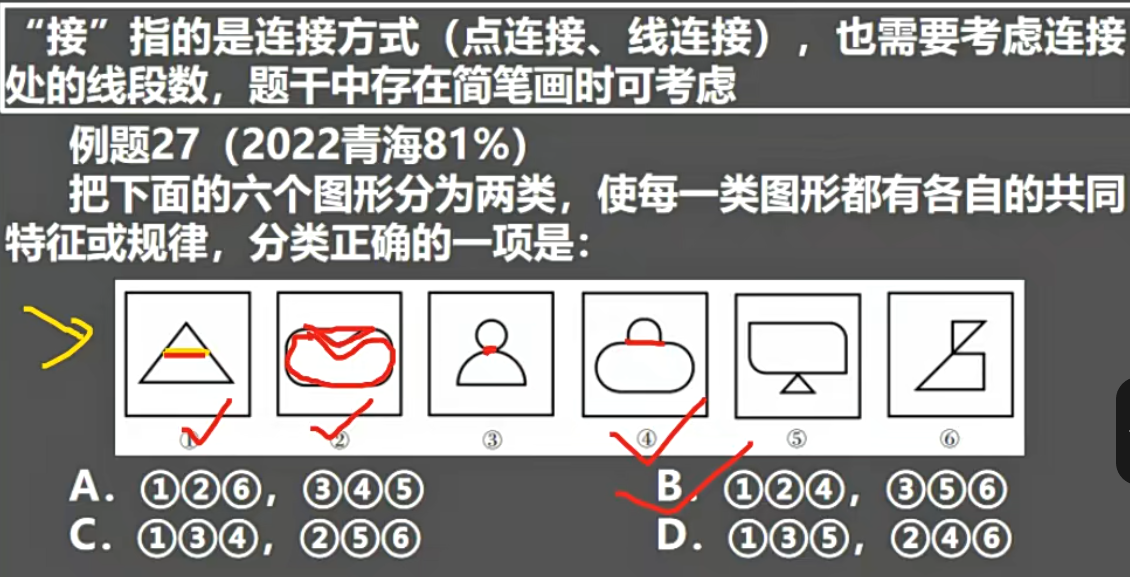 “接”指的是连接方式（点连接、线连接），也需要考虑连接
处的线段数，题干中存在简笔画时可考虑
例题27（2022青海81%）
把下面的六个图形分为两类，使每一类图形都有各自的共同
特征或规律，分类正确的一项是：
① ② ③ ④ ⑤ ⑥
A. ①②⑥，③④⑤ B. ①②④，③⑤⑥
C. ①③④，②⑤⑥ D. ①③⑤，②④⑥